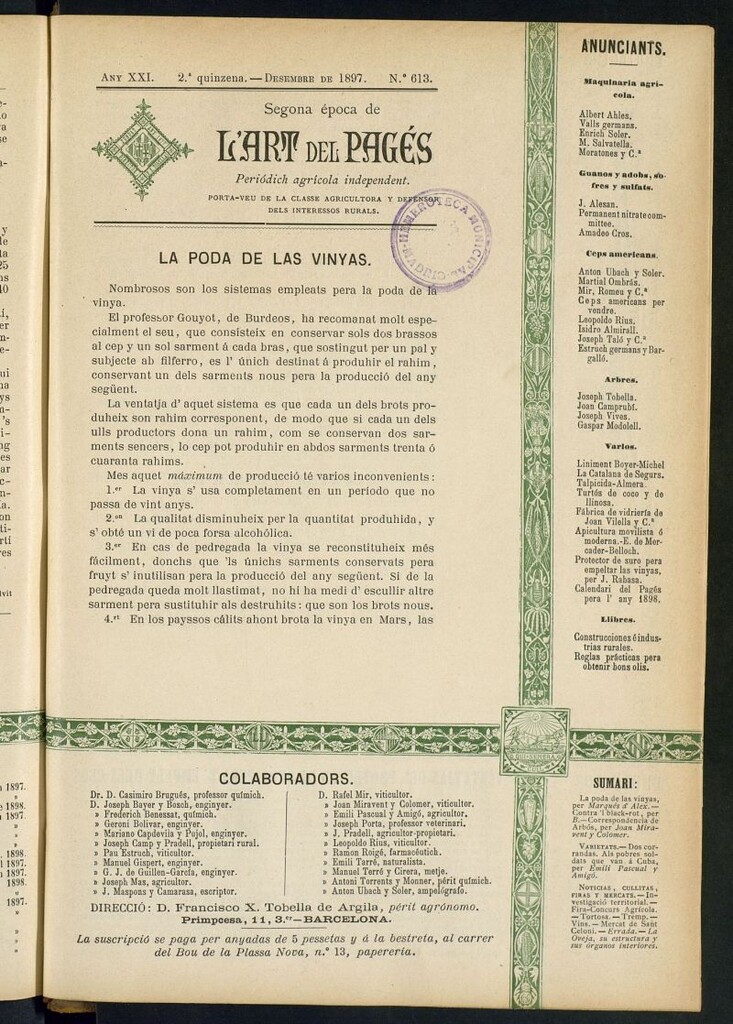 ANY XXI. 2.ª quinzena. — DESEMBRE DE 1897. N.º 613.
Segona época de
L'ART DEL PAGÉS
Periódich agrícola independent.
PORTA-VEU DE LA CLASSE AGRICULTORA Y DEFENSOR
DELS INTERESSOS RURALS.
HEMEROTECA MUNICIPAL
MADRID
LA PODA DE LAS VINYAS.
Nombrosos son los sistemas empleats pera la poda de la
vinya.
El professor Gouyot, de Burdeos, ha recomanat molt espe-
cialment el seu, que consisteix en conservar sols dos brassos
al cep y un sol sarment á cada bras, que sostingut per un pal y
subjecte ab filferro, es l' únich destinat á produhir el rahim,
conservant un dels sarments nous pera la producció del any
següent.
La ventatja d' aquet sistema es que cada un dels brots pro-
duheix son rahim corresponent, de modo que si cada un dels
ulls productors dona un rahim, com se conservan dos sar-
ments sencers, lo cep pot produhir en abdos sarments trenta ó
cuaranta rahims.
Mes aquet máximum de producció té varios inconvenients:
1.er La vinya s' usa completament en un período que no
passa de vint anys.
2.on La qualitat disminuheix per la quantitat produhida, y
s' obté un vi de poca forsa alcohólica.
3.er En cas de pedregada la vinya se reconstituheix més
fácilment, donchs que 'ls únichs sarments conservats pera
fruyt s' inutilisan pera la producció del any següent. Si de la
pedregada queda molt llastimat, no hi ha medi d' escullir altre
sarment pera sustituhir als destruhits: que son los brots nous.
4.rt En los payssos cálits ahont brota la vinya en Mars, las
ANUNCIANTS.
Maquinaria agrí-
cola.
Albert Ahles.
Valls germans.
Enrich Soler.
M. Salvatella.
Moratones y C.ª
Guanos y adobs, so-
fres y sulfats.
J. Alesan.
Permanent nitrate com-
mittee.
Amadeo Cros.
Ceps americans.
Anton Ubach y Soler.
Martial Ombrás.
Mir, Romeu y C.ª
Ceps americans per
vendre.
Leopoldo Rius.
Isidro Almirall.
Joseph Taló y C.ª
Estruch germans y Bar-
galló.
Arbres.
Joseph Tobella.
Joan Camprubí.
Joseph Vives.
Gaspar Modolell.
Varios.
Liniment Boyer-Michel
La Catalana de Segurs.
Talpicida-Almera.
Turtós de coco y de
llinosa.
Fábrica de vidriería de
Joan Vilella y C.ª
Apicultura movilista ó
moderna.-E. de Mer-
cader-Belloch.
Protector de suro pera
empeltar las vinyas,
per J. Rabasa.
Calendari del Pagés
pera l' any 1898.
Llibres.
Construcciones é indus-
trias rurales.
Reglas prácticas pera
obtenir bons olis.
COLABORADORS.
Dr. D. Casimiro Brugués, professor químich.
D. Joseph Bayer y Bosch, enginyer.
» Frederich Benessat, químich.
» Geroni Bolívar, enginyer.
» Mariano Capdevila y Pujol, enginyer.
» Joseph Camp y Pradell, propietari rural.
» Pau Estruch, viticultor.
» Manuel Gispert, enginyer.
» G. J. de Guillen-García, enginyer.
» Joseph Mas, agricultor.
» J. Maspons y Camarasa, escriptor.
D. Rafel Mir, viticultor.
» Joan Miravent y Colomer, viticultor.
» Emili Pascual y Amigó, agricultor.
» Joseph Porta, professor veterinari.
» J. Pradell, agricultor-propietari.
» Leopoldo Rius, viticultor.
» Ramon Roigé, farmacéutich.
» Emili Tarré, naturalista.
» Manuel Terré y Cirera, metje.
» Antoni Torrents y Monner, périt químich.
» Anton Ubach y Soler, ampelógrafo.
DIRECCIÓ: D. Francisco X. Tobella de Argila, périt agrónomo.
Primpcesa, 11, 3.er — BARCELONA.
La suscripció se paga per anyadas de 5 pessetas y á la bestreta, al carrer
del Bou de la Plassa Nova, n.º 13, papereria.
SUMARI:
La poda de las vinyas,
per Marqués d' Alex.—
Contra 'l black-rot, per
B.—Correspondencia de
Arbós, per Joan Mira-
vent y Colomer.
VARIETATS.—Dos cor-
randas. Als pobres sol-
dats que van á Cuba,
per Emili Pascual y
Amigó.
NOTICIAS, CULLITAS,
FIRAS Y MERCATS.—In-
vestigació territorial.—
Fira-Concurs Agrícola.
—Tortosa.—Tremp.—
Vins.—Mercat de Sant
Celoni.—Errada.—La
Oveja, su estructura y
sus órganos interiores.
1897.
1898.
1897.
1898.
1897.
1897.
1898.
1897.